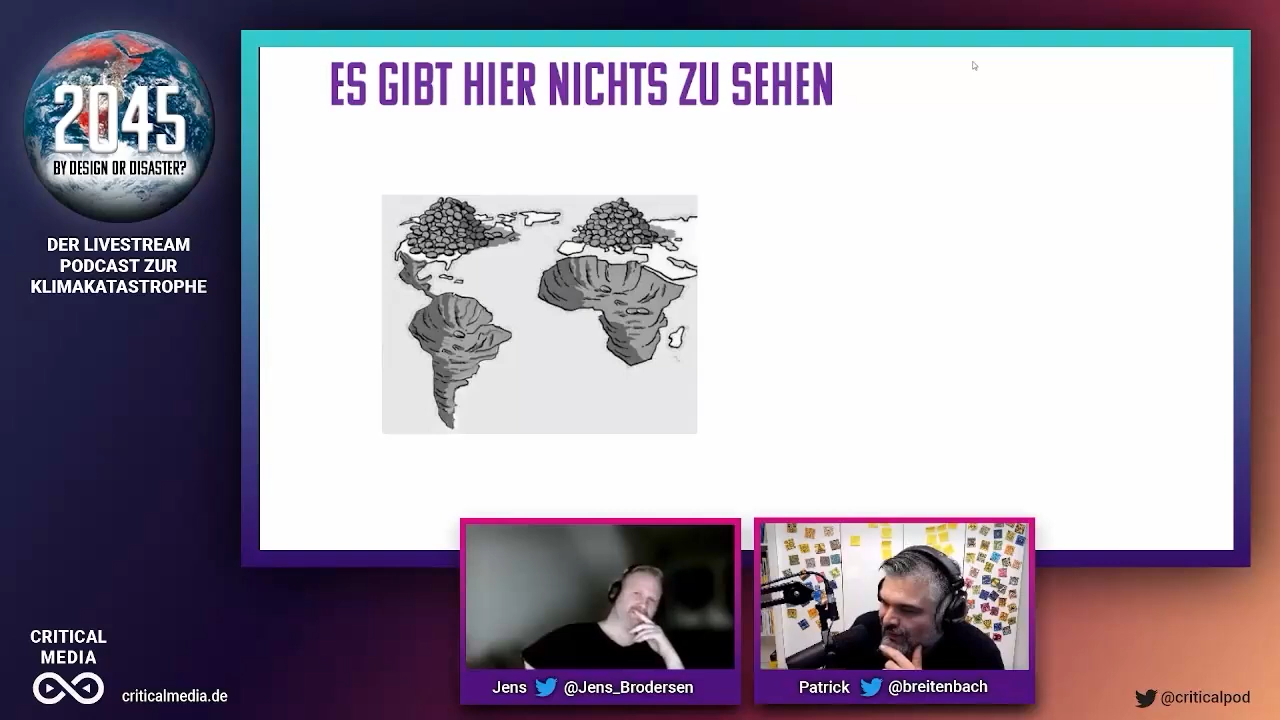 2045
BY DESIGN OR DISASTER?
DER LIVESTREAM
PODCAST ZUR
KLIMAKATASTROPHE
ES GIBT HIER NICHTS ZU SEHEN
Jens @Jens_Brodersen
Patrick @breitenbach
CRITICAL
MEDIA
criticalmedia.de
@criticalpod